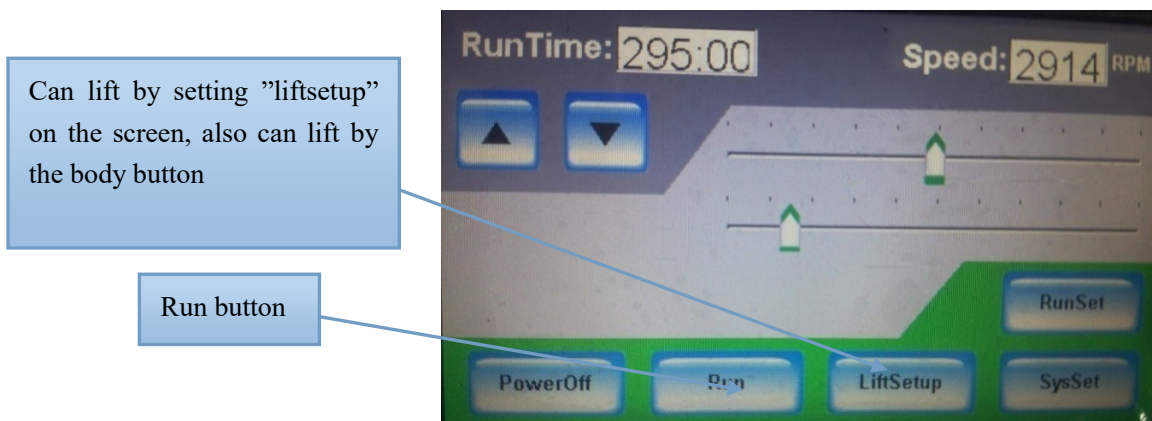 RunTime: 295:00 Speed: 2914 RPM
Can lift by setting ”liftsetup”
on the screen, also can lift by
the body button
Run button
RunSet
PowerOff Run LiftSetup SysSet